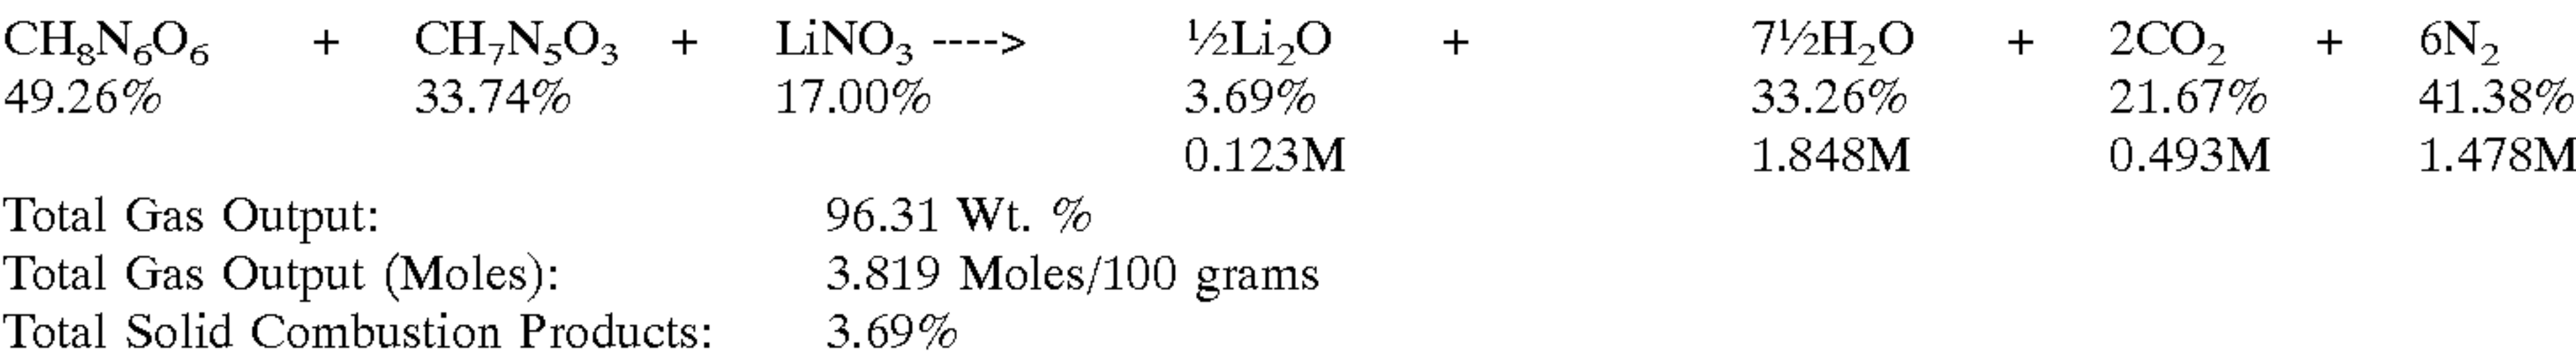 CH₈N₆O₆ + CH₇N₅O₃ + LiNO₃ ----> ½Li₂O + 7½H₂O + 2CO₂ + 6N₂
49.26% 33.74% 17.00% 3.69% 33.26% 21.67% 41.38%
0.123M 1.848M 0.493M 1.478M
Total Gas Output: 96.31 Wt. %
Total Gas Output (Moles): 3.819 Moles/100 grams
Total Solid Combustion Products: 3.69%